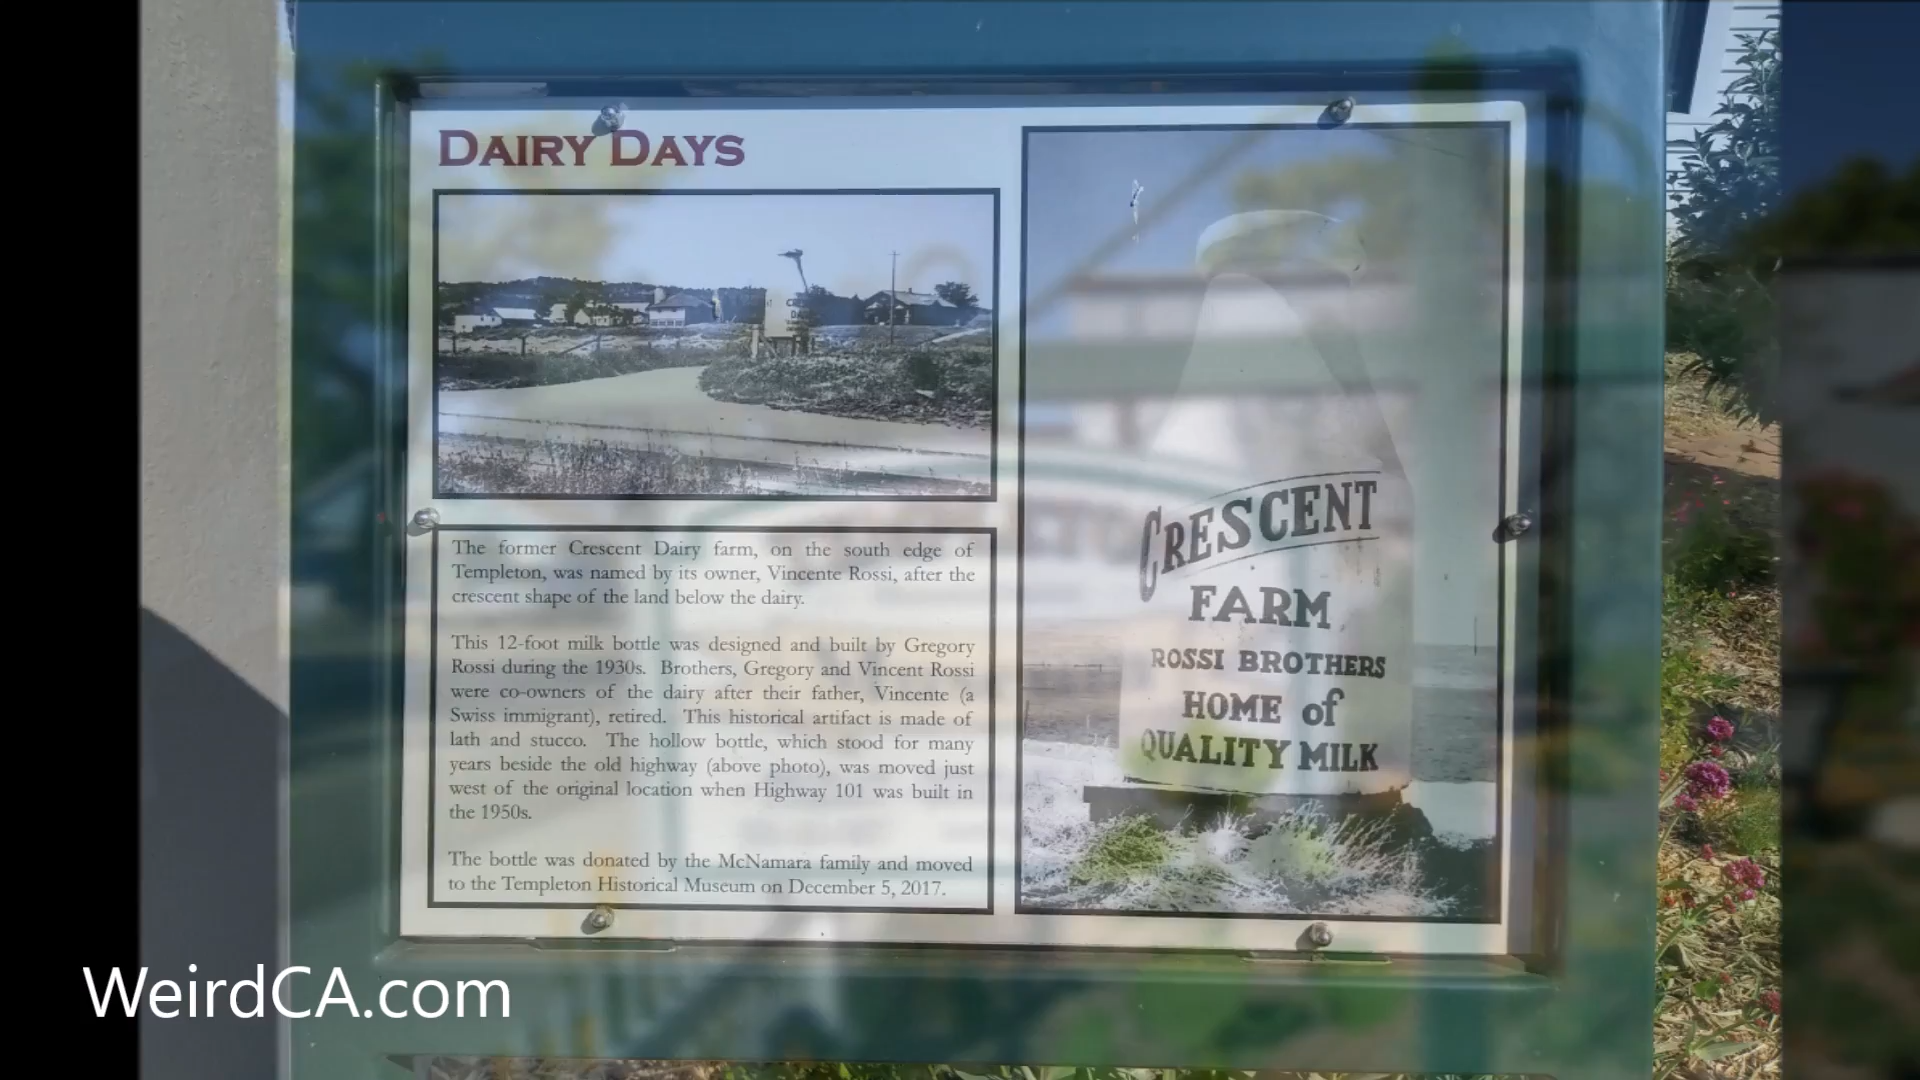 DAIRY DAYS
The former Crescent Dairy farm, on the south edge of
Templeton, was named by its owner, Vincente Rossi, after the
crescent shape of the land below the dairy.
This 12-foot milk bottle was designed and built by Gregory
Rossi during the 1930s. Brothers, Gregory and Vincent Rossi
were co-owners of the dairy after their father, Vincente (a
Swiss immigrant), retired. This historical artifact is made of
lath and stucco. The hollow bottle, which stood for many
years beside the old highway (above photo), was moved just
west of the original location when Highway 101 was built in
the 1950s.
The bottle was donated by the McNamara family and moved
to the Templeton Historical Museum on December 5, 2017.
CRESCENT
FARM
ROSSI BROTHERS
HOME of
QUALITY MILK
WeirdCA.com